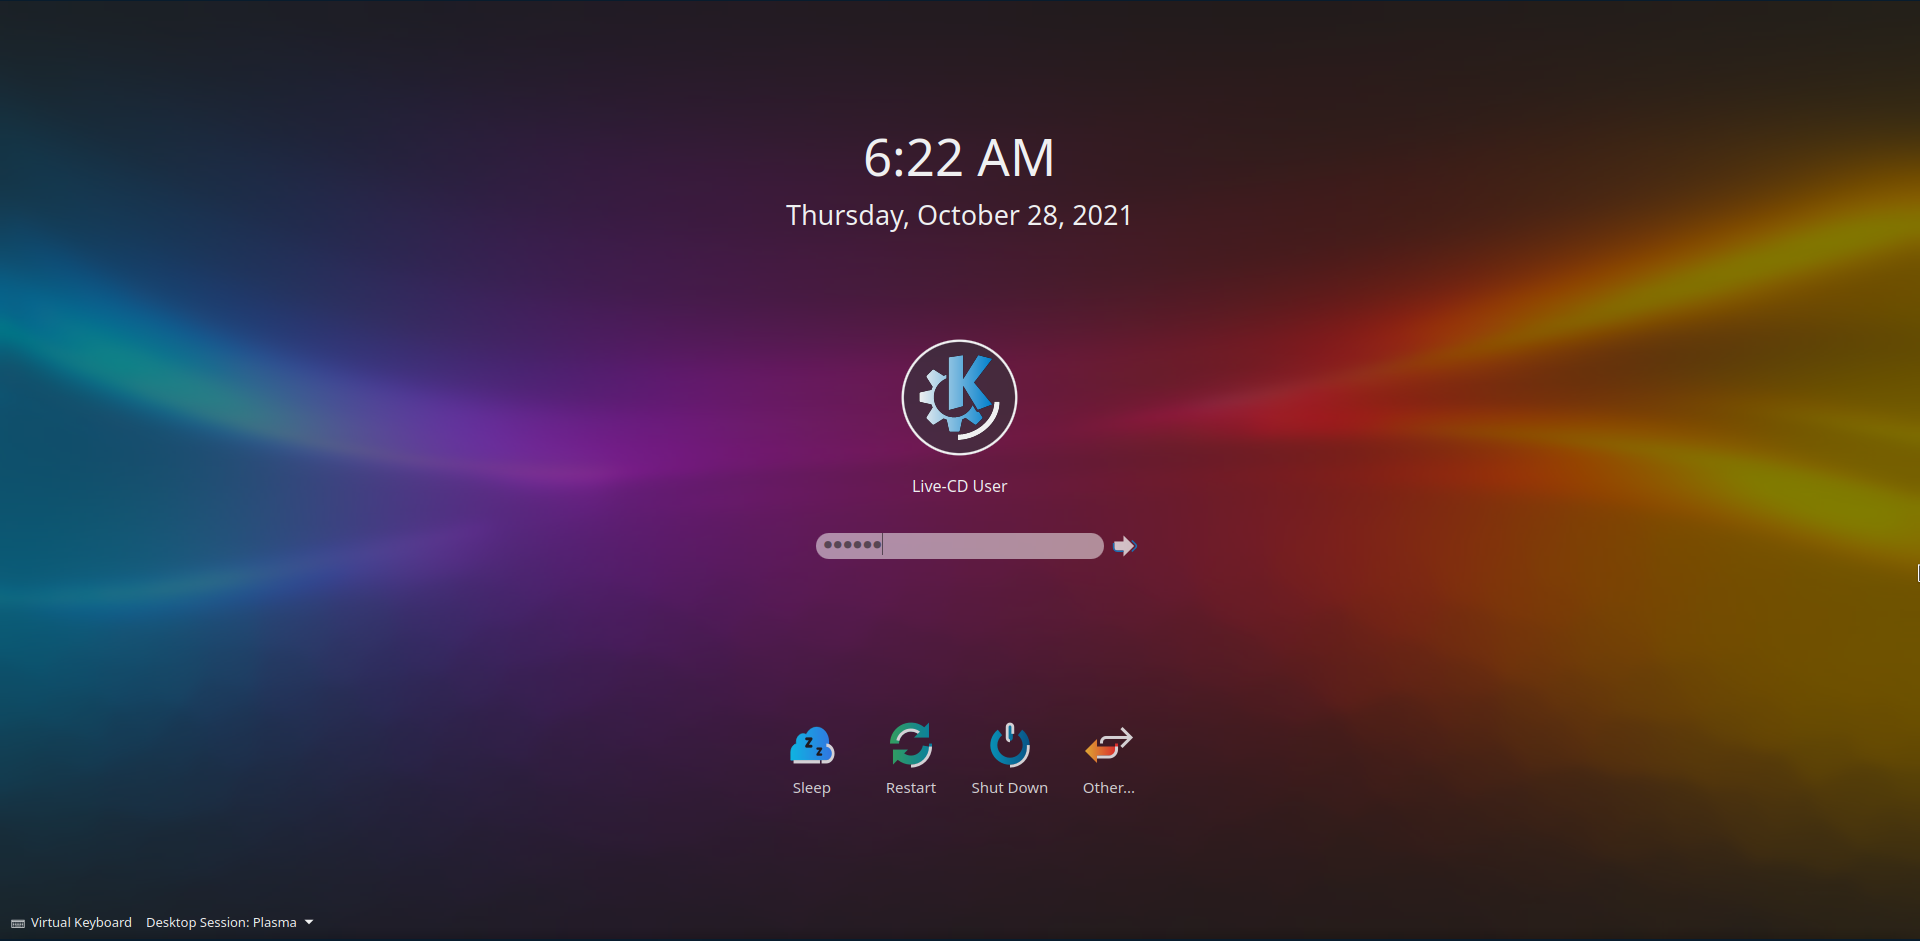 6:22 AM
Thursday, October 28, 2021
Live-CD User
Sleep Restart Shut Down Other...
Virtual Keyboard Desktop Session: Plasma